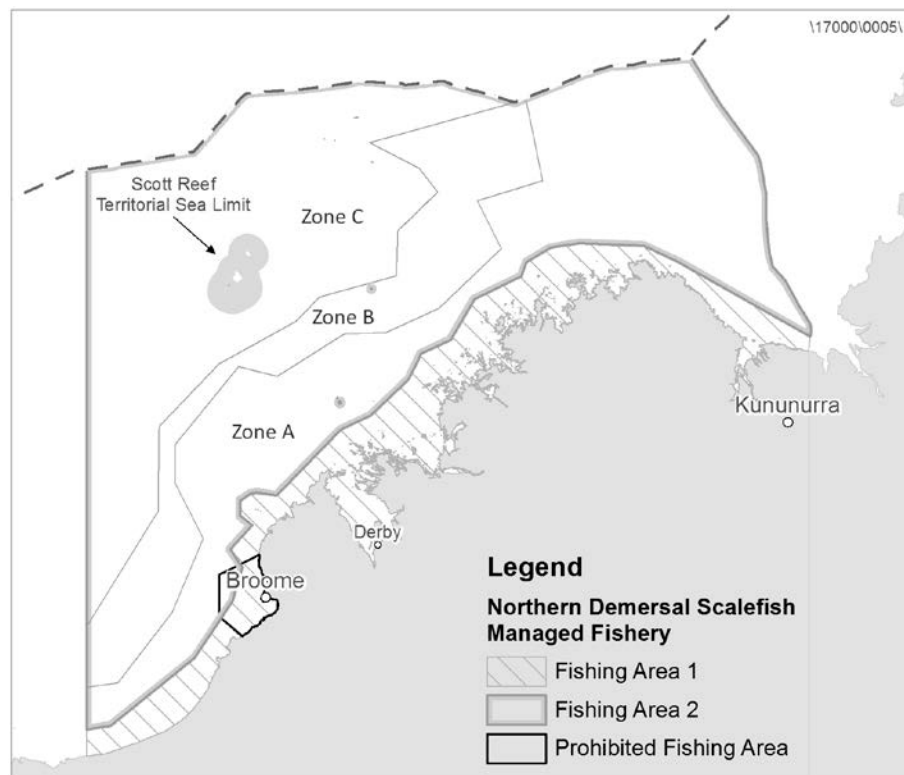 \17000\0005\
Scott Reef
Territorial Sea Limit
Zone C
Zone B
Zone A
Kununurra
Derby
Broome
Legend
Northern Demersal Scalefish
Managed Fishery
Fishing Area 1
Fishing Area 2
Prohibited Fishing Area